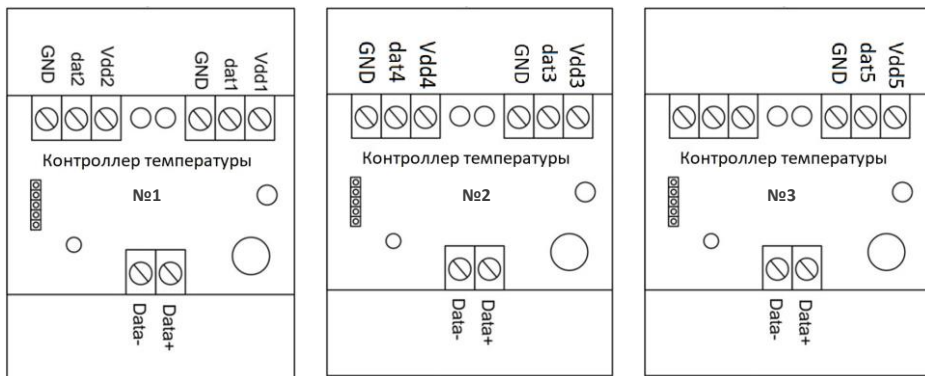 GND dat2 Vdd2 GND dat1 Vdd1
Контроллер температуры
№1
Data- Data+
GND dat4 Vdd4 GND dat3 Vdd3
Контроллер температуры
№2
Data- Data+
GND dat5 Vdd5
Контроллер температуры
№3
Data- Data+